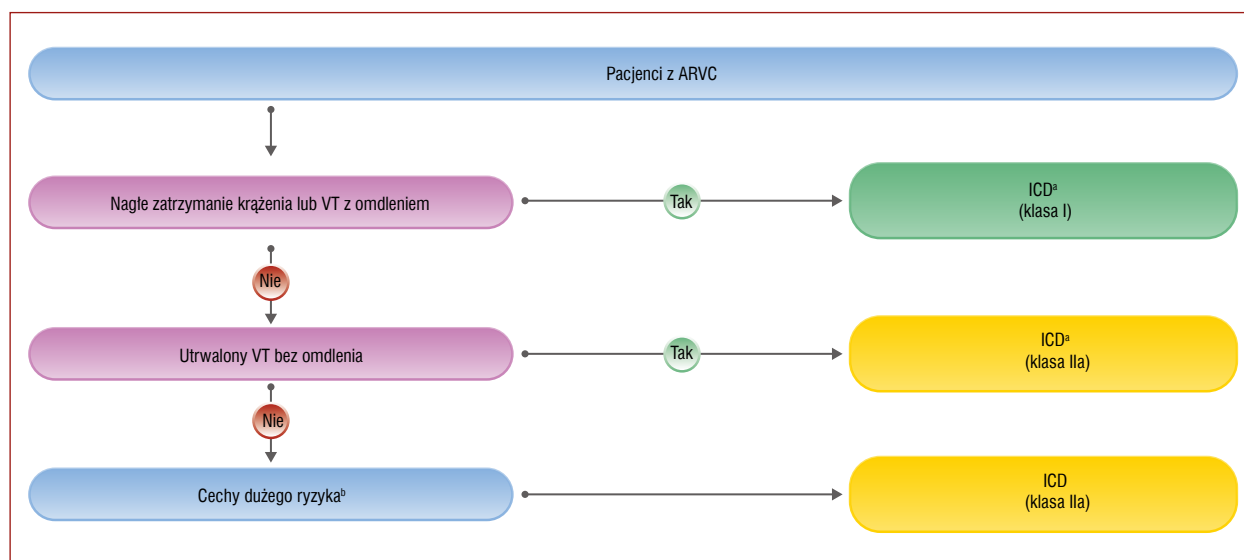 Pacjenci z ARVC
Nagłe zatrzymanie krążenia lub VT z omdleniem
Tak
ICDᵃ
(klasa I)
Nie
Utrwalony VT bez omdlenia
Tak
ICDᵃ
(klasa IIa)
Nie
Cechy dużego ryzykaᵇ
ICD
(klasa IIa)